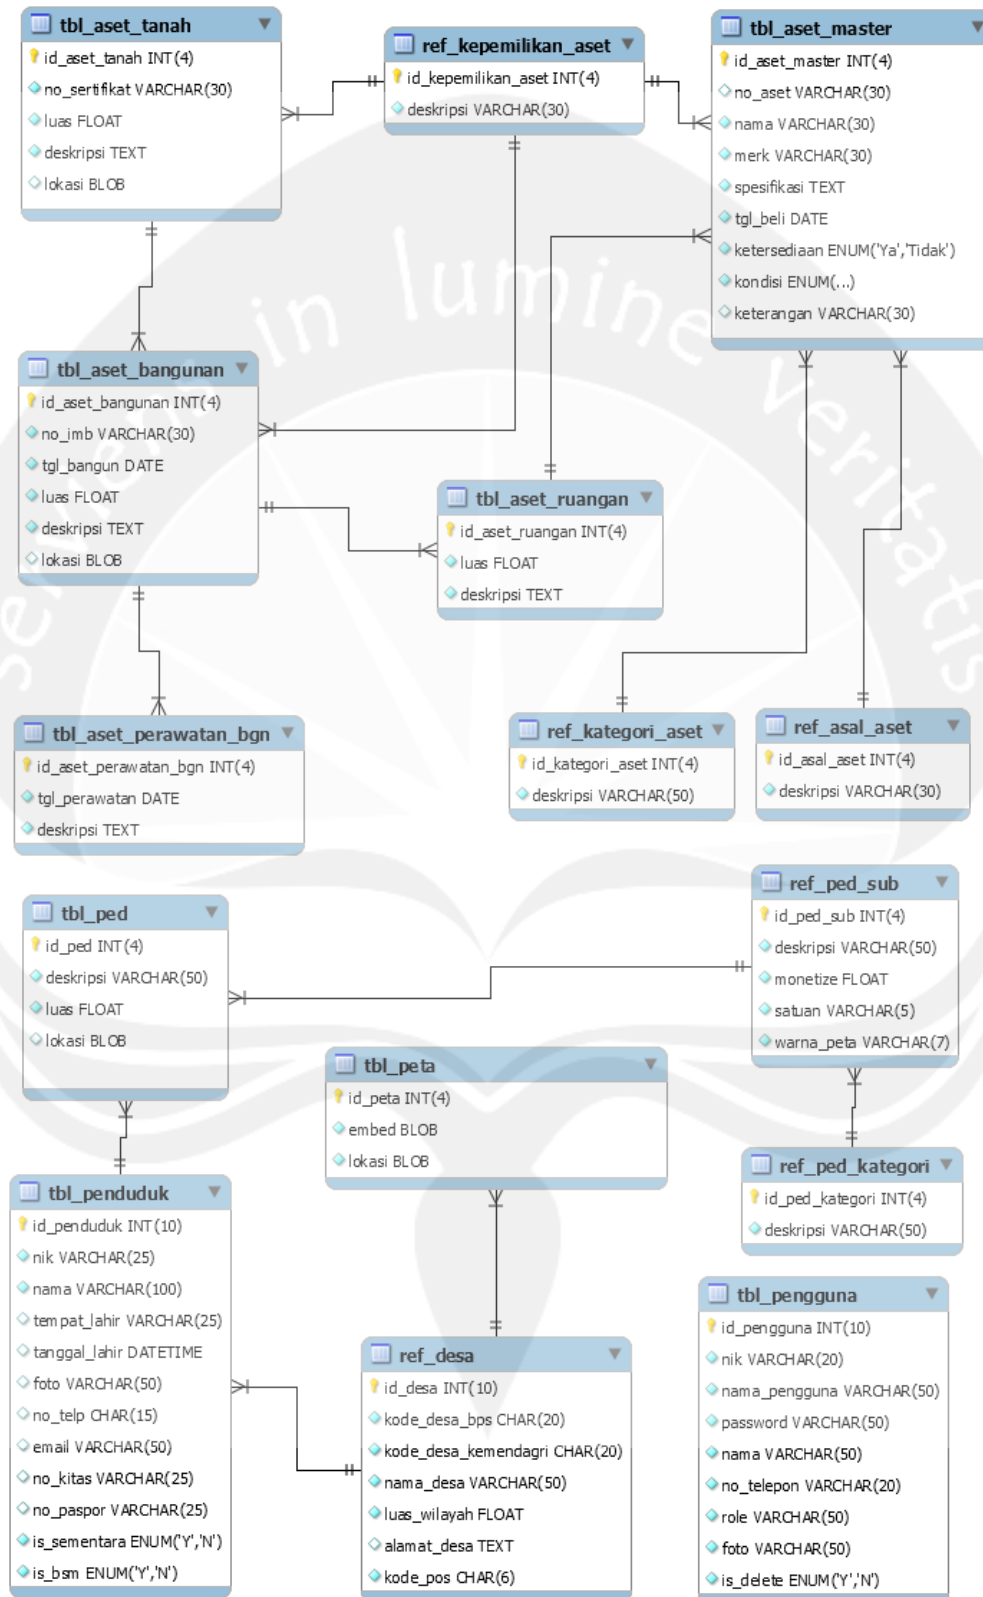 tbl_aset_tanah
id_aset_tanah INT(4)
no_sertifikat VARCHAR(30)
luas FLOAT
deskripsi TEXT
lokasi BLOB
ref_kepemilikan_aset
id_kepemilikan_aset INT(4)
deskripsi VARCHAR(30)
tbl_aset_master
id_aset_master INT(4)
no_aset VARCHAR(30)
nama VARCHAR(30)
merk VARCHAR(30)
spesifikasi TEXT
tgl_beli DATE
ketersediaan ENUM('Ya','Tidak')
kondisi ENUM(...)
keterangan VARCHAR(30)
tbl_aset_bangunan
id_aset_bangunan INT(4)
no_imb VARCHAR(30)
tgl_bangun DATE
luas FLOAT
deskripsi TEXT
lokasi BLOB
tbl_aset_ruangan
id_aset_ruangan INT(4)
luas FLOAT
deskripsi TEXT
tbl_aset_perawatan_bgn
id_aset_perawatan_bgn INT(4)
tgl_perawatan DATE
deskripsi TEXT
ref_kategori_aset
id_kategori_aset INT(4)
deskripsi VARCHAR(50)
ref_asal_aset
id_asal_aset INT(4)
deskripsi VARCHAR(30)
tbl_ped
id_ped INT(4)
deskripsi VARCHAR(50)
luas FLOAT
lokasi BLOB
ref_ped_sub
id_ped_sub INT(4)
deskripsi VARCHAR(50)
monetize FLOAT
satuan VARCHAR(5)
warna_peta VARCHAR(7)
tbl_peta
id_peta INT(4)
embed BLOB
lokasi BLOB
ref_ped_kategori
id_ped_kategori INT(4)
deskripsi VARCHAR(50)
tbl_penduduk
id_penduduk INT(10)
nik VARCHAR(25)
nama VARCHAR(100)
tempat_lahir VARCHAR(25)
tanggal_lahir DATETIME
foto VARCHAR(50)
no_telp CHAR(15)
email VARCHAR(50)
no_kitas VARCHAR(25)
no_paspor VARCHAR(25)
is_sementara ENUM('Y','N')
is_bsm ENUM('Y','N')
ref_desa
id_desa INT(10)
kode_desa_bps CHAR(20)
kode_desa_kemendagri CHAR(20)
nama_desa VARCHAR(50)
luas_wilayah FLOAT
alamat_desa TEXT
kode_pos CHAR(6)
tbl_pengguna
id_pengguna INT(10)
nik VARCHAR(20)
nama_pengguna VARCHAR(50)
password VARCHAR(50)
nama VARCHAR(50)
no_telepon VARCHAR(20)
role VARCHAR(50)
foto VARCHAR(50)
is_delete ENUM('Y','N')
serviens in lumine veritatis